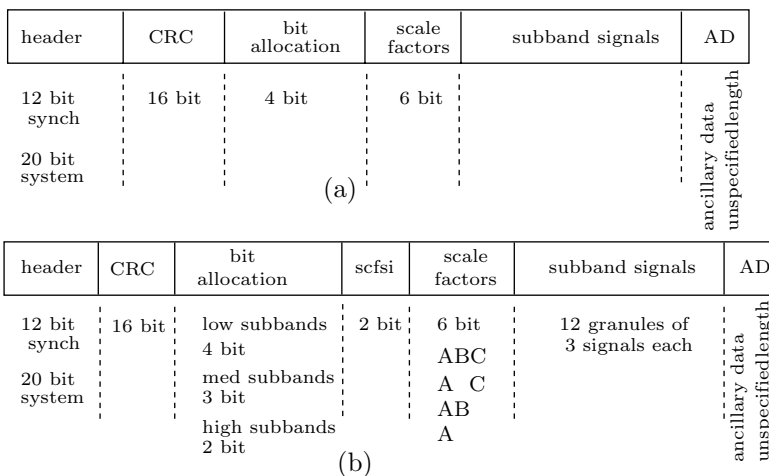 header CRC bit allocation scale factors subband signals AD
12 bit synch 16 bit 4 bit 6 bit
20 bit system
ancillary data
unspecifiedlength
(a)
header CRC bit allocation scfsi scale factors subband signals AD
12 bit synch 16 bit low subbands 4 bit 2 bit 6 bit 12 granules of 3 signals each
ABC
20 bit system med subbands 3 bit A C
AB
high subbands 2 bit A
ancillary data
unspecifiedlength
(b)